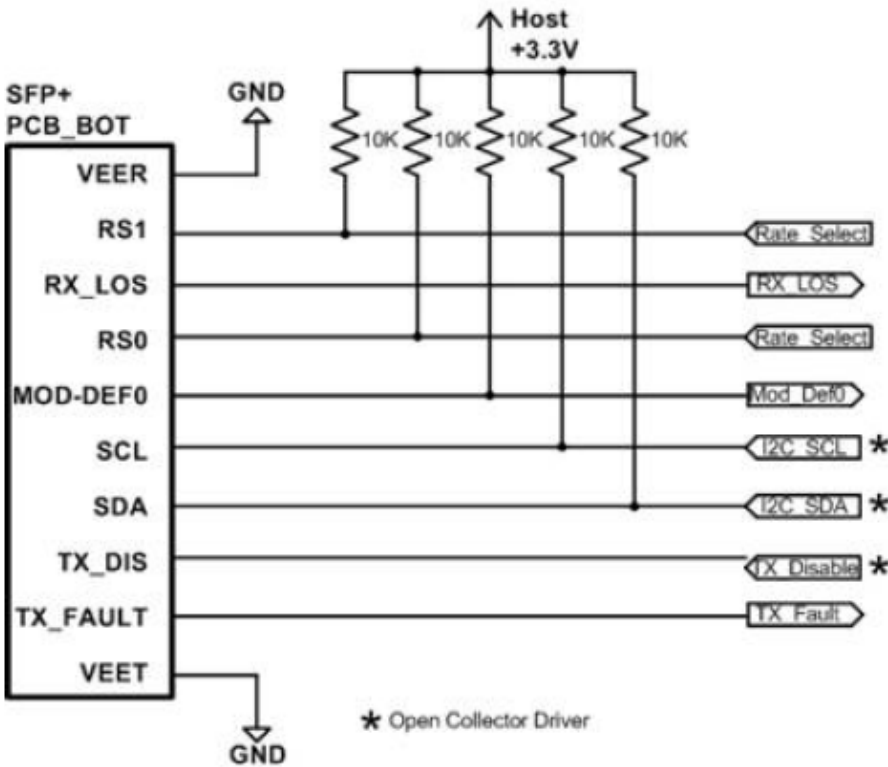 Host
+3.3V
SFP+
PCB_BOT
GND
10K 10K 10K 10K 10K
VEER
RS1 Rate_Select
RX_LOS RX_LOS
RS0 Rate_Select
MOD-DEF0 Mod_Def0
SCL I2C_SCL *
SDA I2C_SDA *
TX_DIS TX_Disable *
TX_FAULT TX_Fault
VEET
* Open Collector Driver
GND